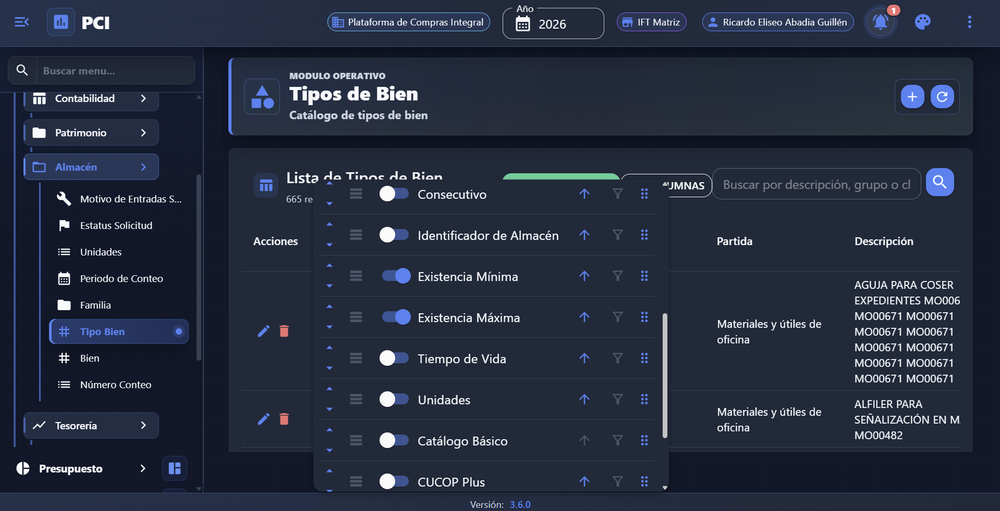 PCI
Plataforma de Compras Integral
Año
2026
IFT Matriz
Ricardo Eliseo Abadia Guillén
1
Buscar menu...
Contabilidad
Patrimonio
Almacén
Motivo de Entradas S...
Estatus Solicitud
Unidades
Periodo de Conteo
Familia
Tipo Bien
Bien
Número Conteo
Tesorería
Presupuesto
MODULO OPERATIVO
Tipos de Bien
Catálogo de tipos de bien
Lista de Tipos de Bien
665 re
UMNAS
Buscar por descripción, grupo o cl
Acciones
Partida
Descripción
Consecutivo
Identificador de Almacén
Existencia Mínima
Existencia Máxima
Tiempo de Vida
Unidades
Catálogo Básico
CUCOP Plus
Materiales y útiles de
oficina
AGUJA PARA COSER
EXPEDIENTES MO006
MO00671 MO00671
MO00671 MO00671
MO00671 MO00671
MO00671 MO00671
MO00671 MO00671
Materiales y útiles de
oficina
ALFILER PARA
SEÑALIZACIÓN EN MA
MO00482
Versión: 3.6.0